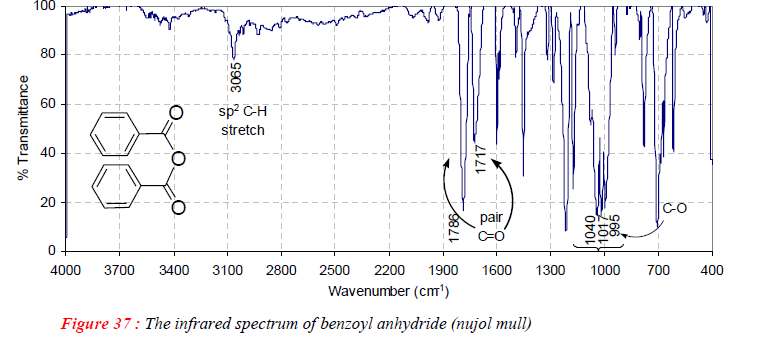 100
80
60
40
20
0
% Transmittance
3065
sp² C-H
stretch
O
O
O
1786
1717
pair
C=O
1040
1017
995
C-O
4000 3700 3400 3100 2800 2500 2200 1900 1600 1300 1000 700 400
Wavenumber (cm⁻¹)
Figure 37 : The infrared spectrum of benzoyl anhydride (nujol mull)